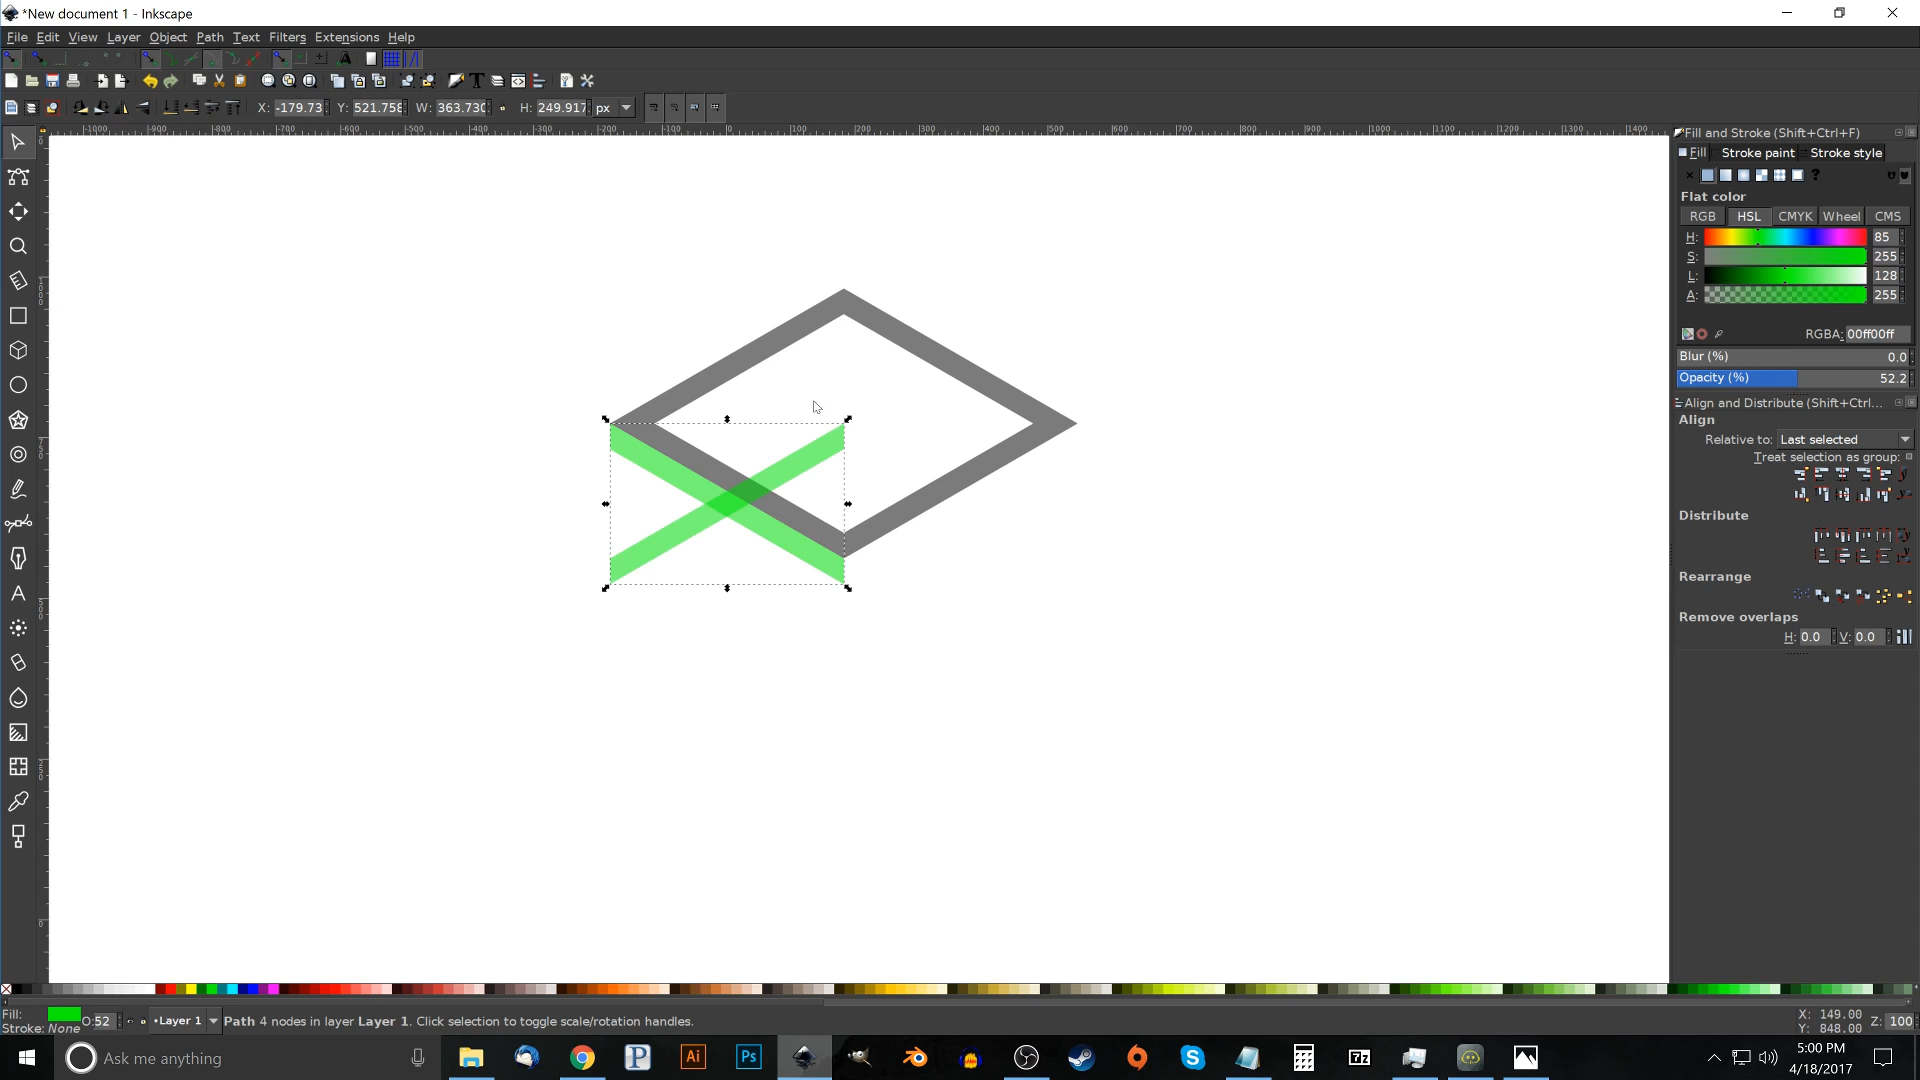 *New document 1 - Inkscape
File Edit View Layer Object Path Text Filters Extensions Help
X: -179.73 Y: 521.758 W: 363.730 H: 249.917 px
Fill and Stroke (Shift+Ctrl+F)
Fill Stroke paint Stroke style
Flat color
RGB HSL CMYK Wheel CMS
H: 85
S: 255
L: 128
A: 255
RGBA: 00ff00ff
Blur (%) 0.0
Opacity (%) 52.2
Align and Distribute (Shift+Ctrl...
Align
Relative to: Last selected
Treat selection as group:
Distribute
Rearrange
Remove overlaps
H: 0.0 V: 0.0
Fill:
Stroke: None O: 52 •Layer 1 Path 4 nodes in layer Layer 1. Click selection to toggle scale/rotation handles.
X: 149.00
Y: 848.00 Z: 100
Ask me anything
Ai Ps 7z
5:00 PM
4/18/2017